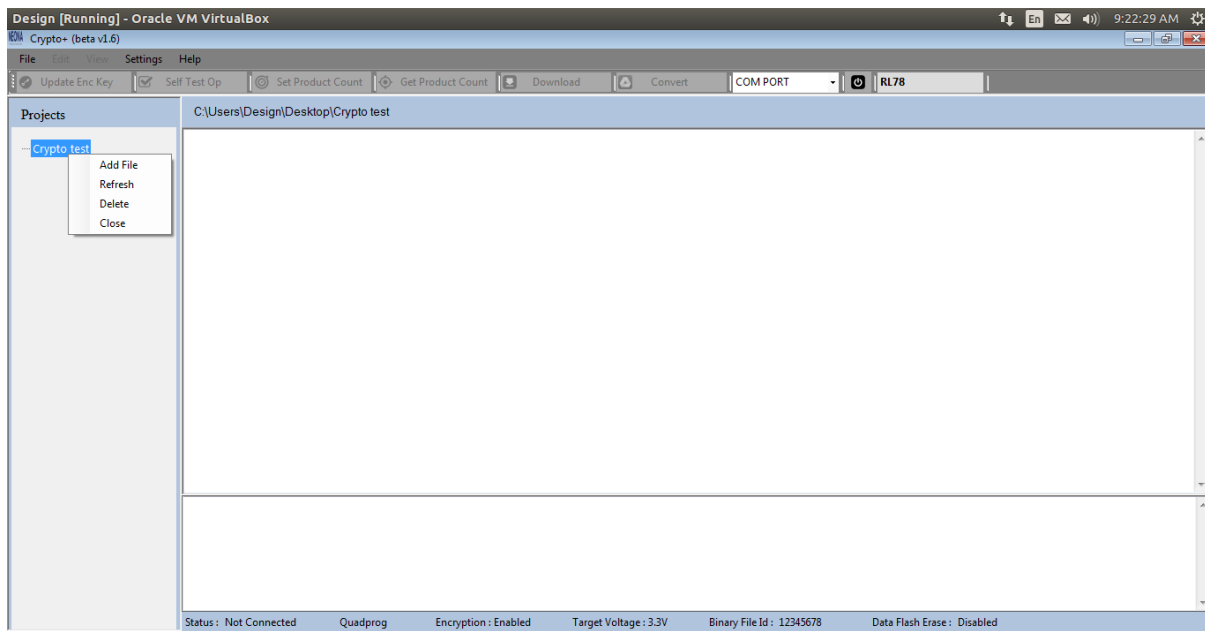 Design [Running] - Oracle VM VirtualBox En 9:22:29 AM
Crypto+ (beta v1.6)
File Edit View Settings Help
Update Enc Key Self Test Op Set Product Count Get Product Count Download Convert COM PORT RL78
Projects
C:\Users\Design\Desktop\Crypto test
Crypto test
Add File
Refresh
Delete
Close
Status : Not Connected Quadprog Encryption : Enabled Target Voltage : 3.3V Binary File Id : 12345678 Data Flash Erase : Disabled